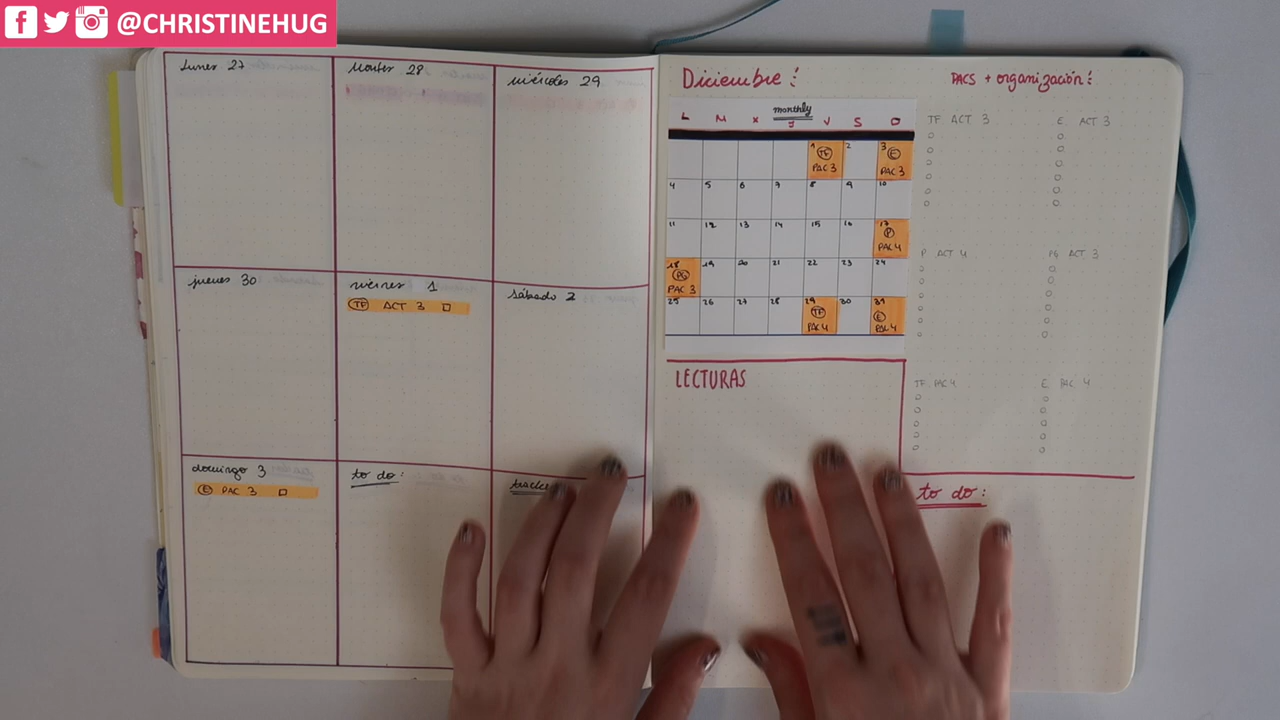 @CHRISTINEHUG
lunes 27
Martes 28
miércoles 29
jueves 30
viernes 1
TF ACT 3
sábado 2
domingo 3
E PAC 3
to do:
Diciembre:
monthly
L M X J V S D
1 2 3
TF E
PAC 3 PAC 3
4 5 6 7 8 9 10
11 12 13 14 15 16 17
P
PAC 4
18 19 20 21 22 23 24
PG
PAC 3
25 26 27 28 29 30 31
TF E
PAC 4 PAC 4
LECTURAS
PACS + organización:
TF ACT 3
E ACT 3
P ACT 4
PG ACT 3
TF PAC 4
E PAC 4
to do: